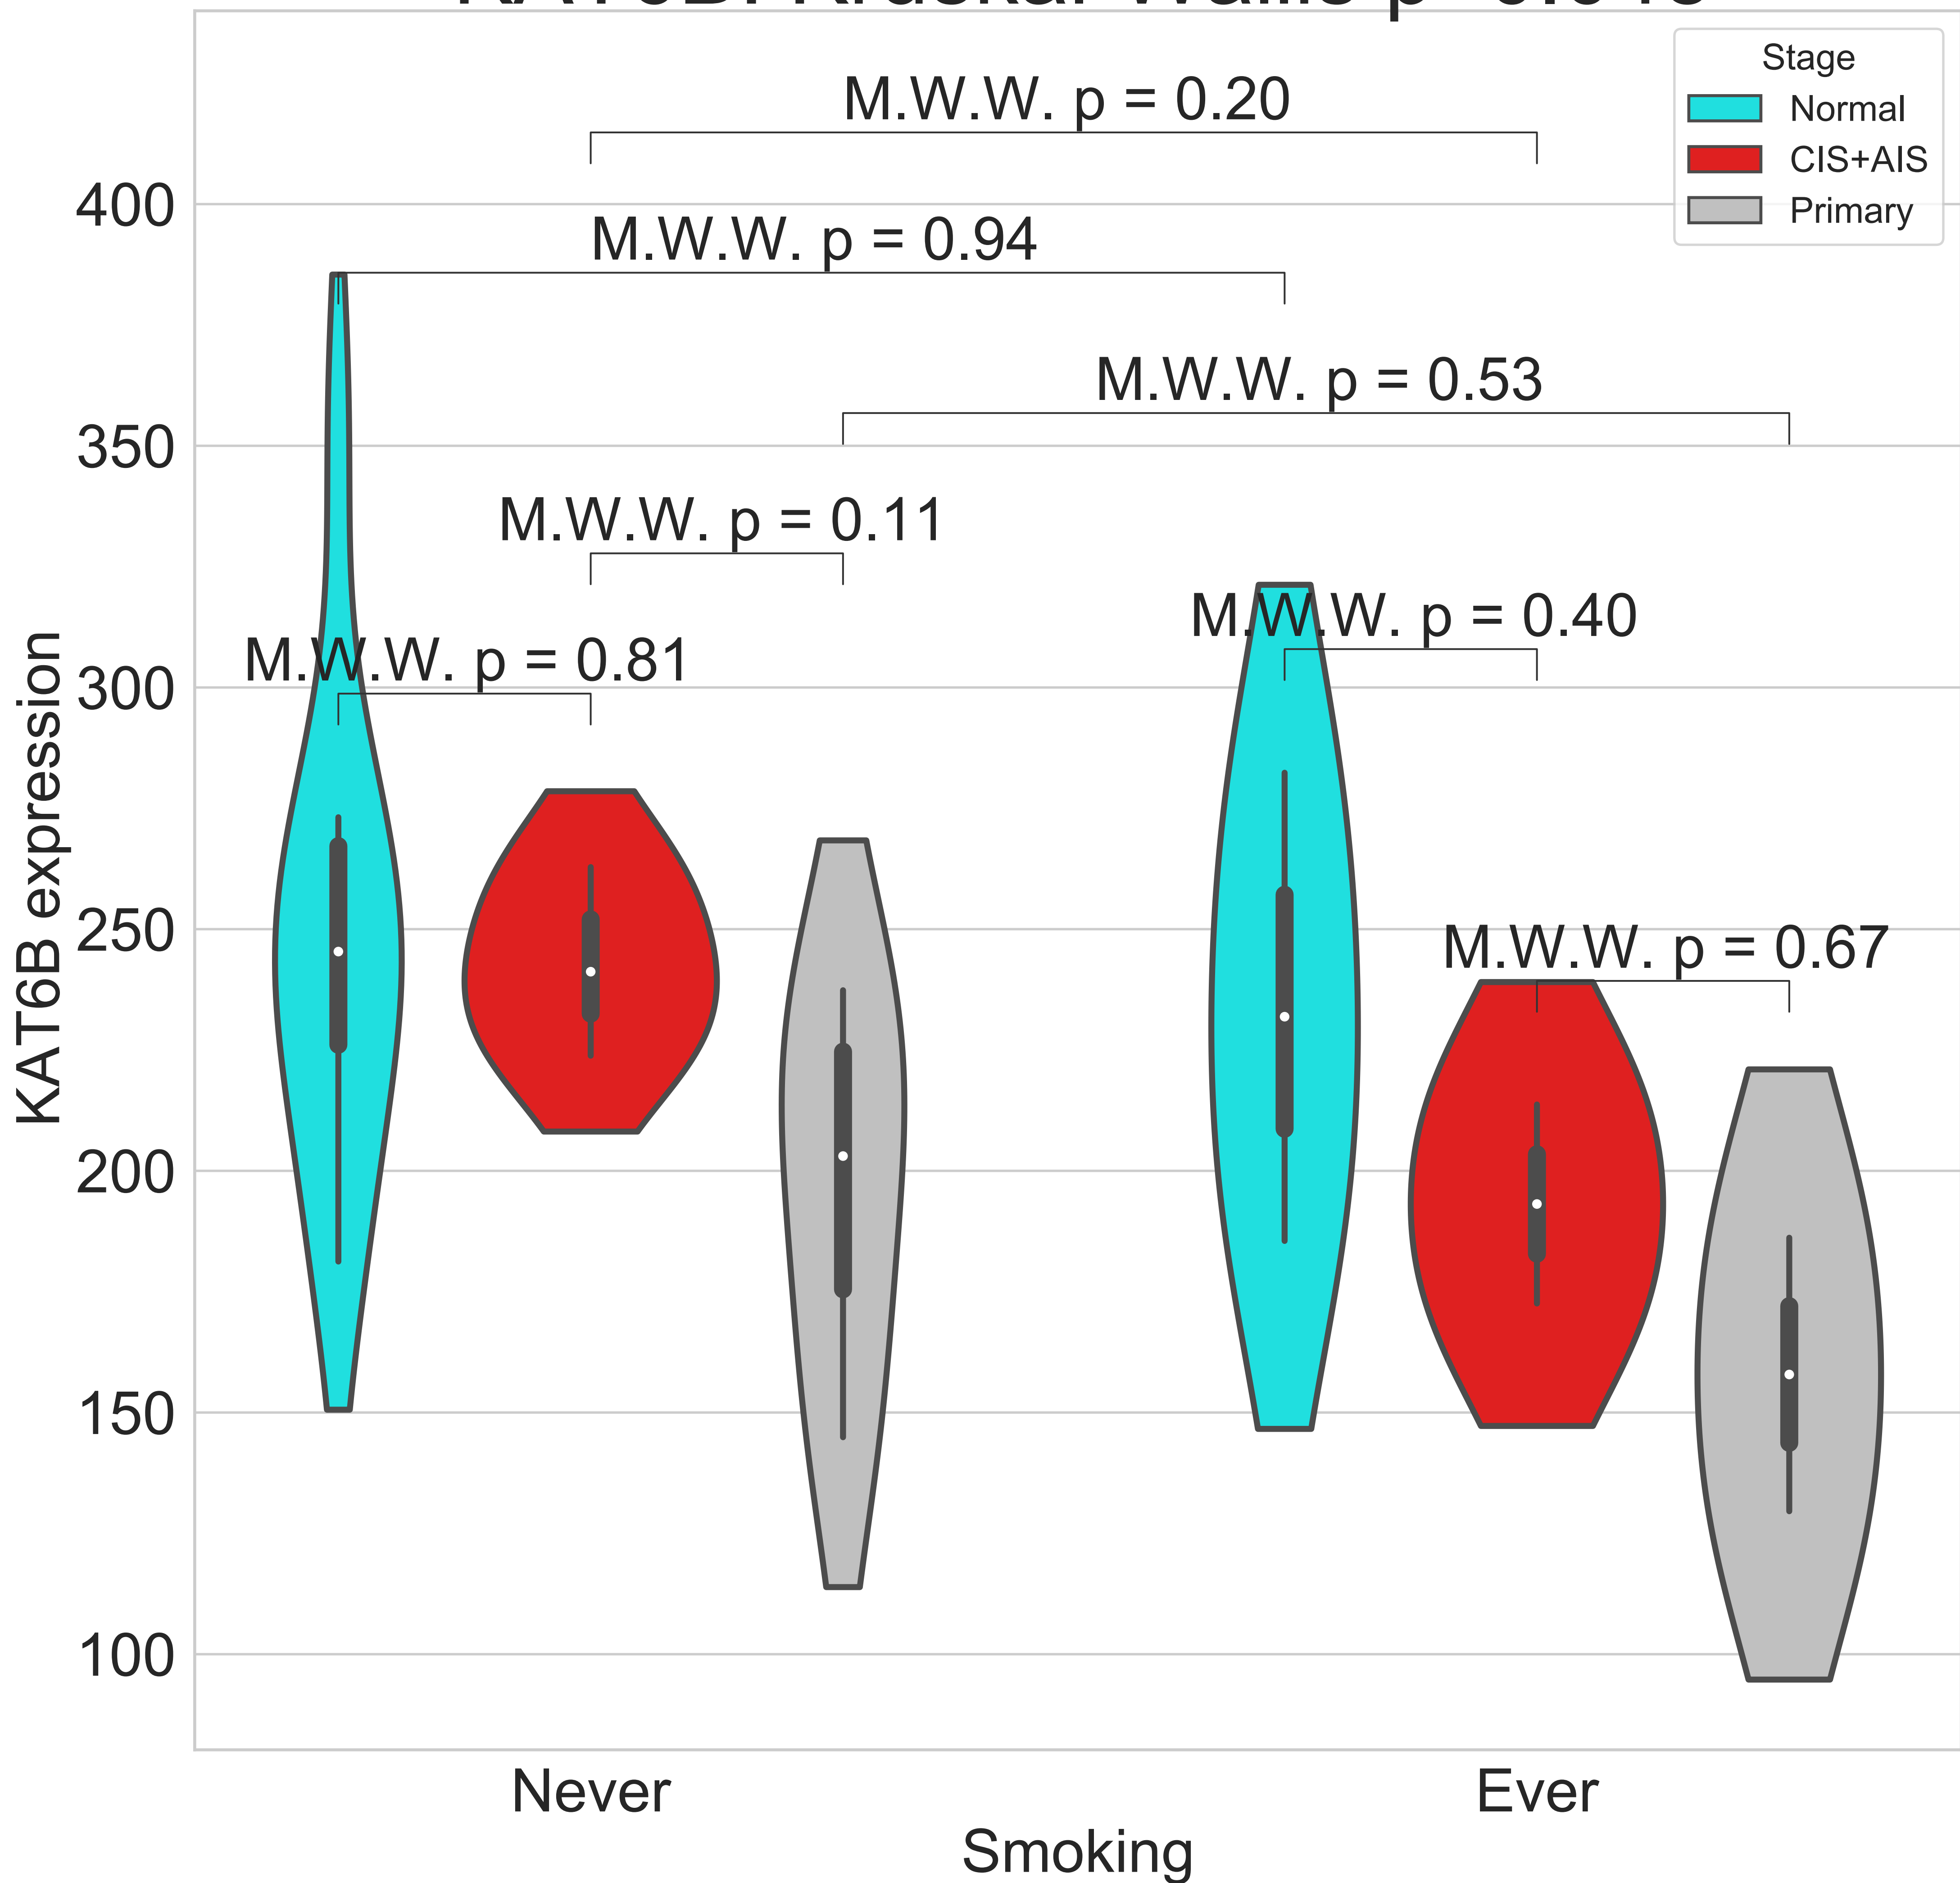 Stage
Normal
CIS+AIS
Primary
M.W.W. p = 0.20
400
M.W.W. p = 0.94
M.W.W. p = 0.53
350
M.W.W. p = 0.11
M.W.W. p = 0.40
M.W.W. p = 0.81
300
250
M.W.W. p = 0.67
KAT6B expression
200
150
100
Never
Ever
Smoking